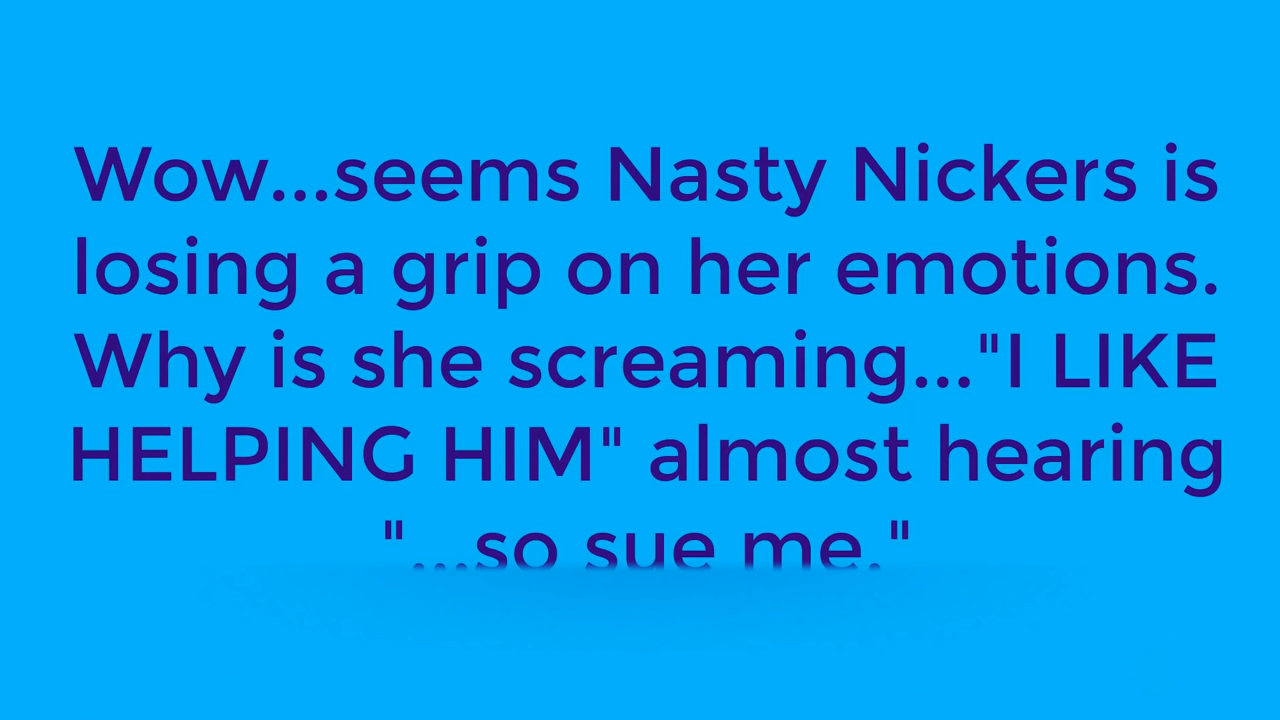 Wow...seems Nasty Nickers is
losing a grip on her emotions.
Why is she screaming..."I LIKE
HELPING HIM" almost hearing
"...so sue me."